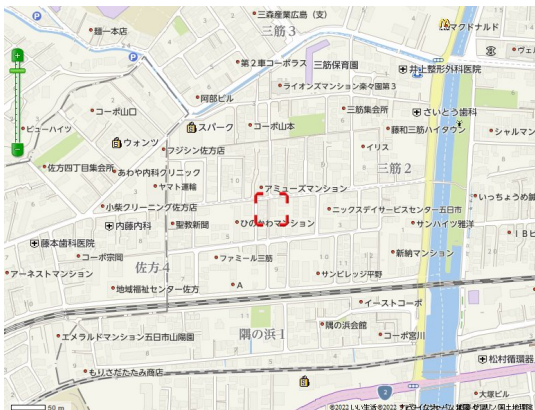 三森産業広島（支）
マクドナルド
麺一本店
三筋3
第2車コーポラス
三筋保育園
井上整形外科医院
ライオンズマンション楽々園第3
阿部ビル
コーポ山口
三筋集会所
さいとう歯科
ビューハイツ
スパーク
コーポ山本
藤和三筋ハイタウン
シャルマン
ウォンツ
フジシン佐方店
イリス
佐方四丁目集会所
あわや内科クリニック
三筋2
ヤマト運輸
アミューズマンション
いっちょうめ鍼
小柴クリーニング佐方店
ニックスデイサービスセンター五日市
内藤内科
聖教新聞
ひのかわマンション
サンハイツ雅洋
藤本歯科医院
コーポ宗岡
ファミール三筋
新納マンション
アーネストマンション
佐方4
サンビレッジ平野
地域福祉センター佐方
A
イーストコーポ
隅の浜1
隅の浜会館
エメラルドマンション五日市山陽園
コーポ宮川
もりさだたたみ商店
松村循環器
2
大塚ビル
50 m
©2022 いい生活©2022